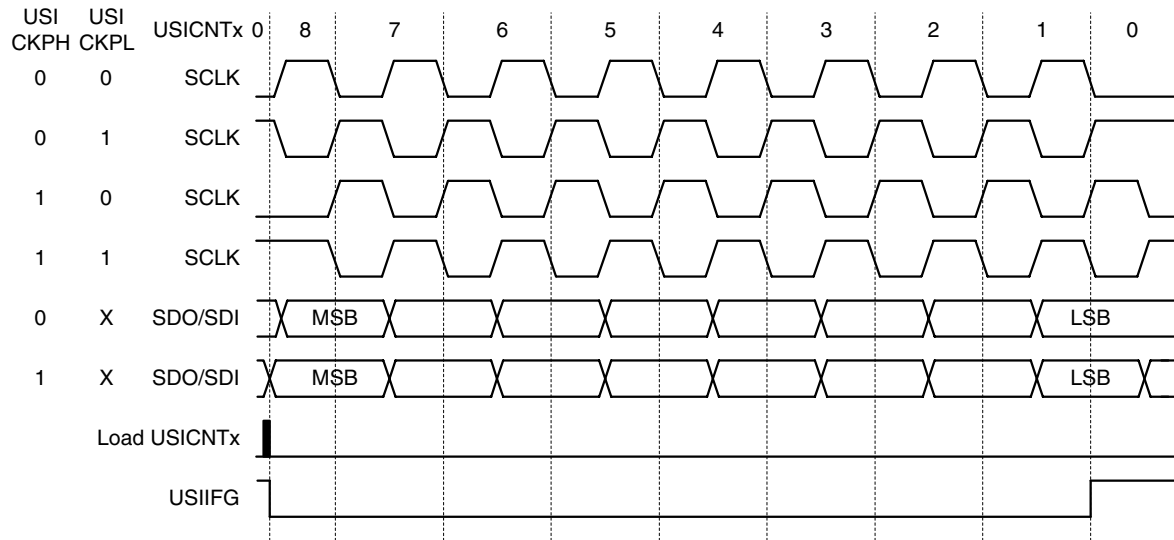 USI USI
CKPH CKPL USICNTx 0 8 7 6 5 4 3 2 1 0
0 0 SCLK
0 1 SCLK
1 0 SCLK
1 1 SCLK
0 X SDO/SDI MSB LSB
1 X SDO/SDI MSB LSB
Load USICNTx
USIIFG